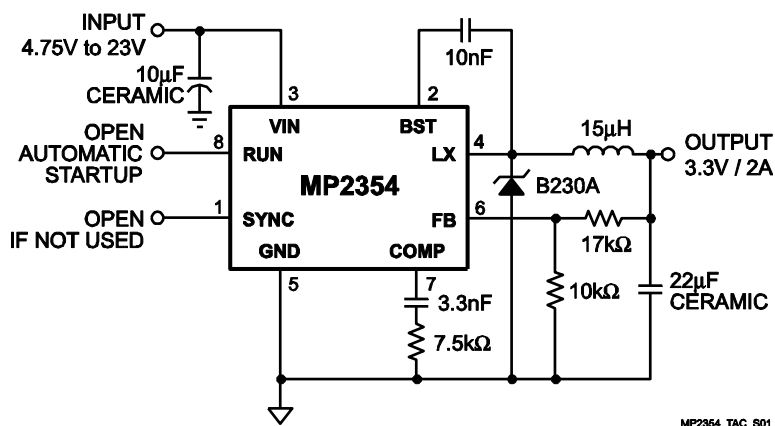 INPUT
4.75V to 23V
10µF
CERAMIC
OPEN
AUTOMATIC
STARTUP
OPEN
IF NOT USED
3
2
8
1
4
6
5
7
VIN
BST
RUN
LX
MP2354
SYNC
FB
GND
COMP
10nF
15µH
OUTPUT
3.3V / 2A
B230A
17kΩ
10kΩ
22µF
CERAMIC
3.3nF
7.5kΩ
MP2354_TAC_S01